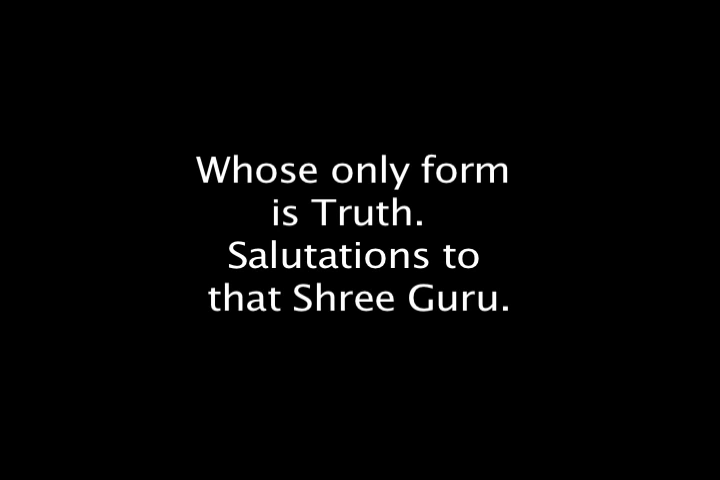 Whose only form
is Truth.
Salutations to
that Shree Guru.